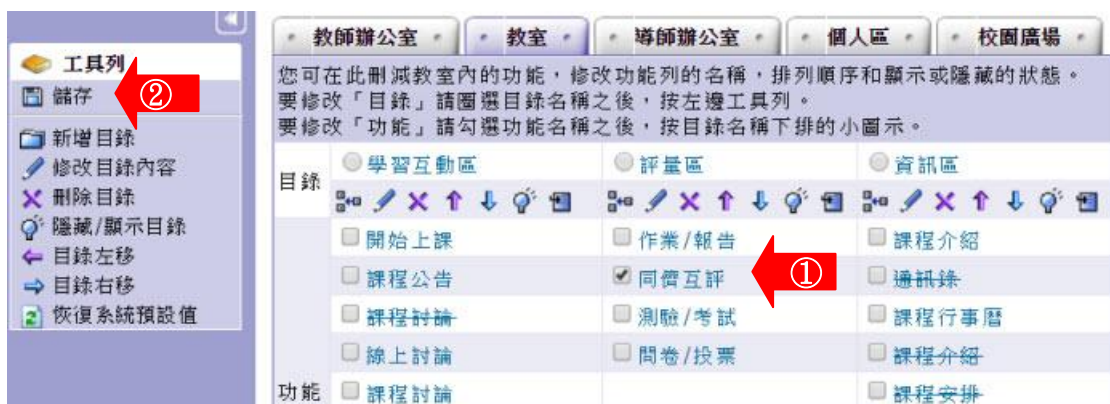 工具列
儲存
②
新增目錄
修改目錄內容
刪除目錄
隱藏/顯示目錄
目錄左移
目錄右移
恢復系統預設值
教師辦公室 教室 導師辦公室 個人區 校園廣場
您可在此刪減教室內的功能，修改功能列的名稱，排列順序和顯示或隱藏的狀態。
要修改「目錄」請圈選目錄名稱之後，按左邊工具列。
要修改「功能」請勾選功能名稱之後，按目錄名稱下排的小圖示。
目錄 學習互動區 評量區 資訊區
開始上課 作業/報告 課程介紹
課程公告 同儕互評 ① 通訊錄
課程討論 測驗/考試 課程行事曆
線上討論 問卷/投票 課程介紹
功能 課程討論 課程安排